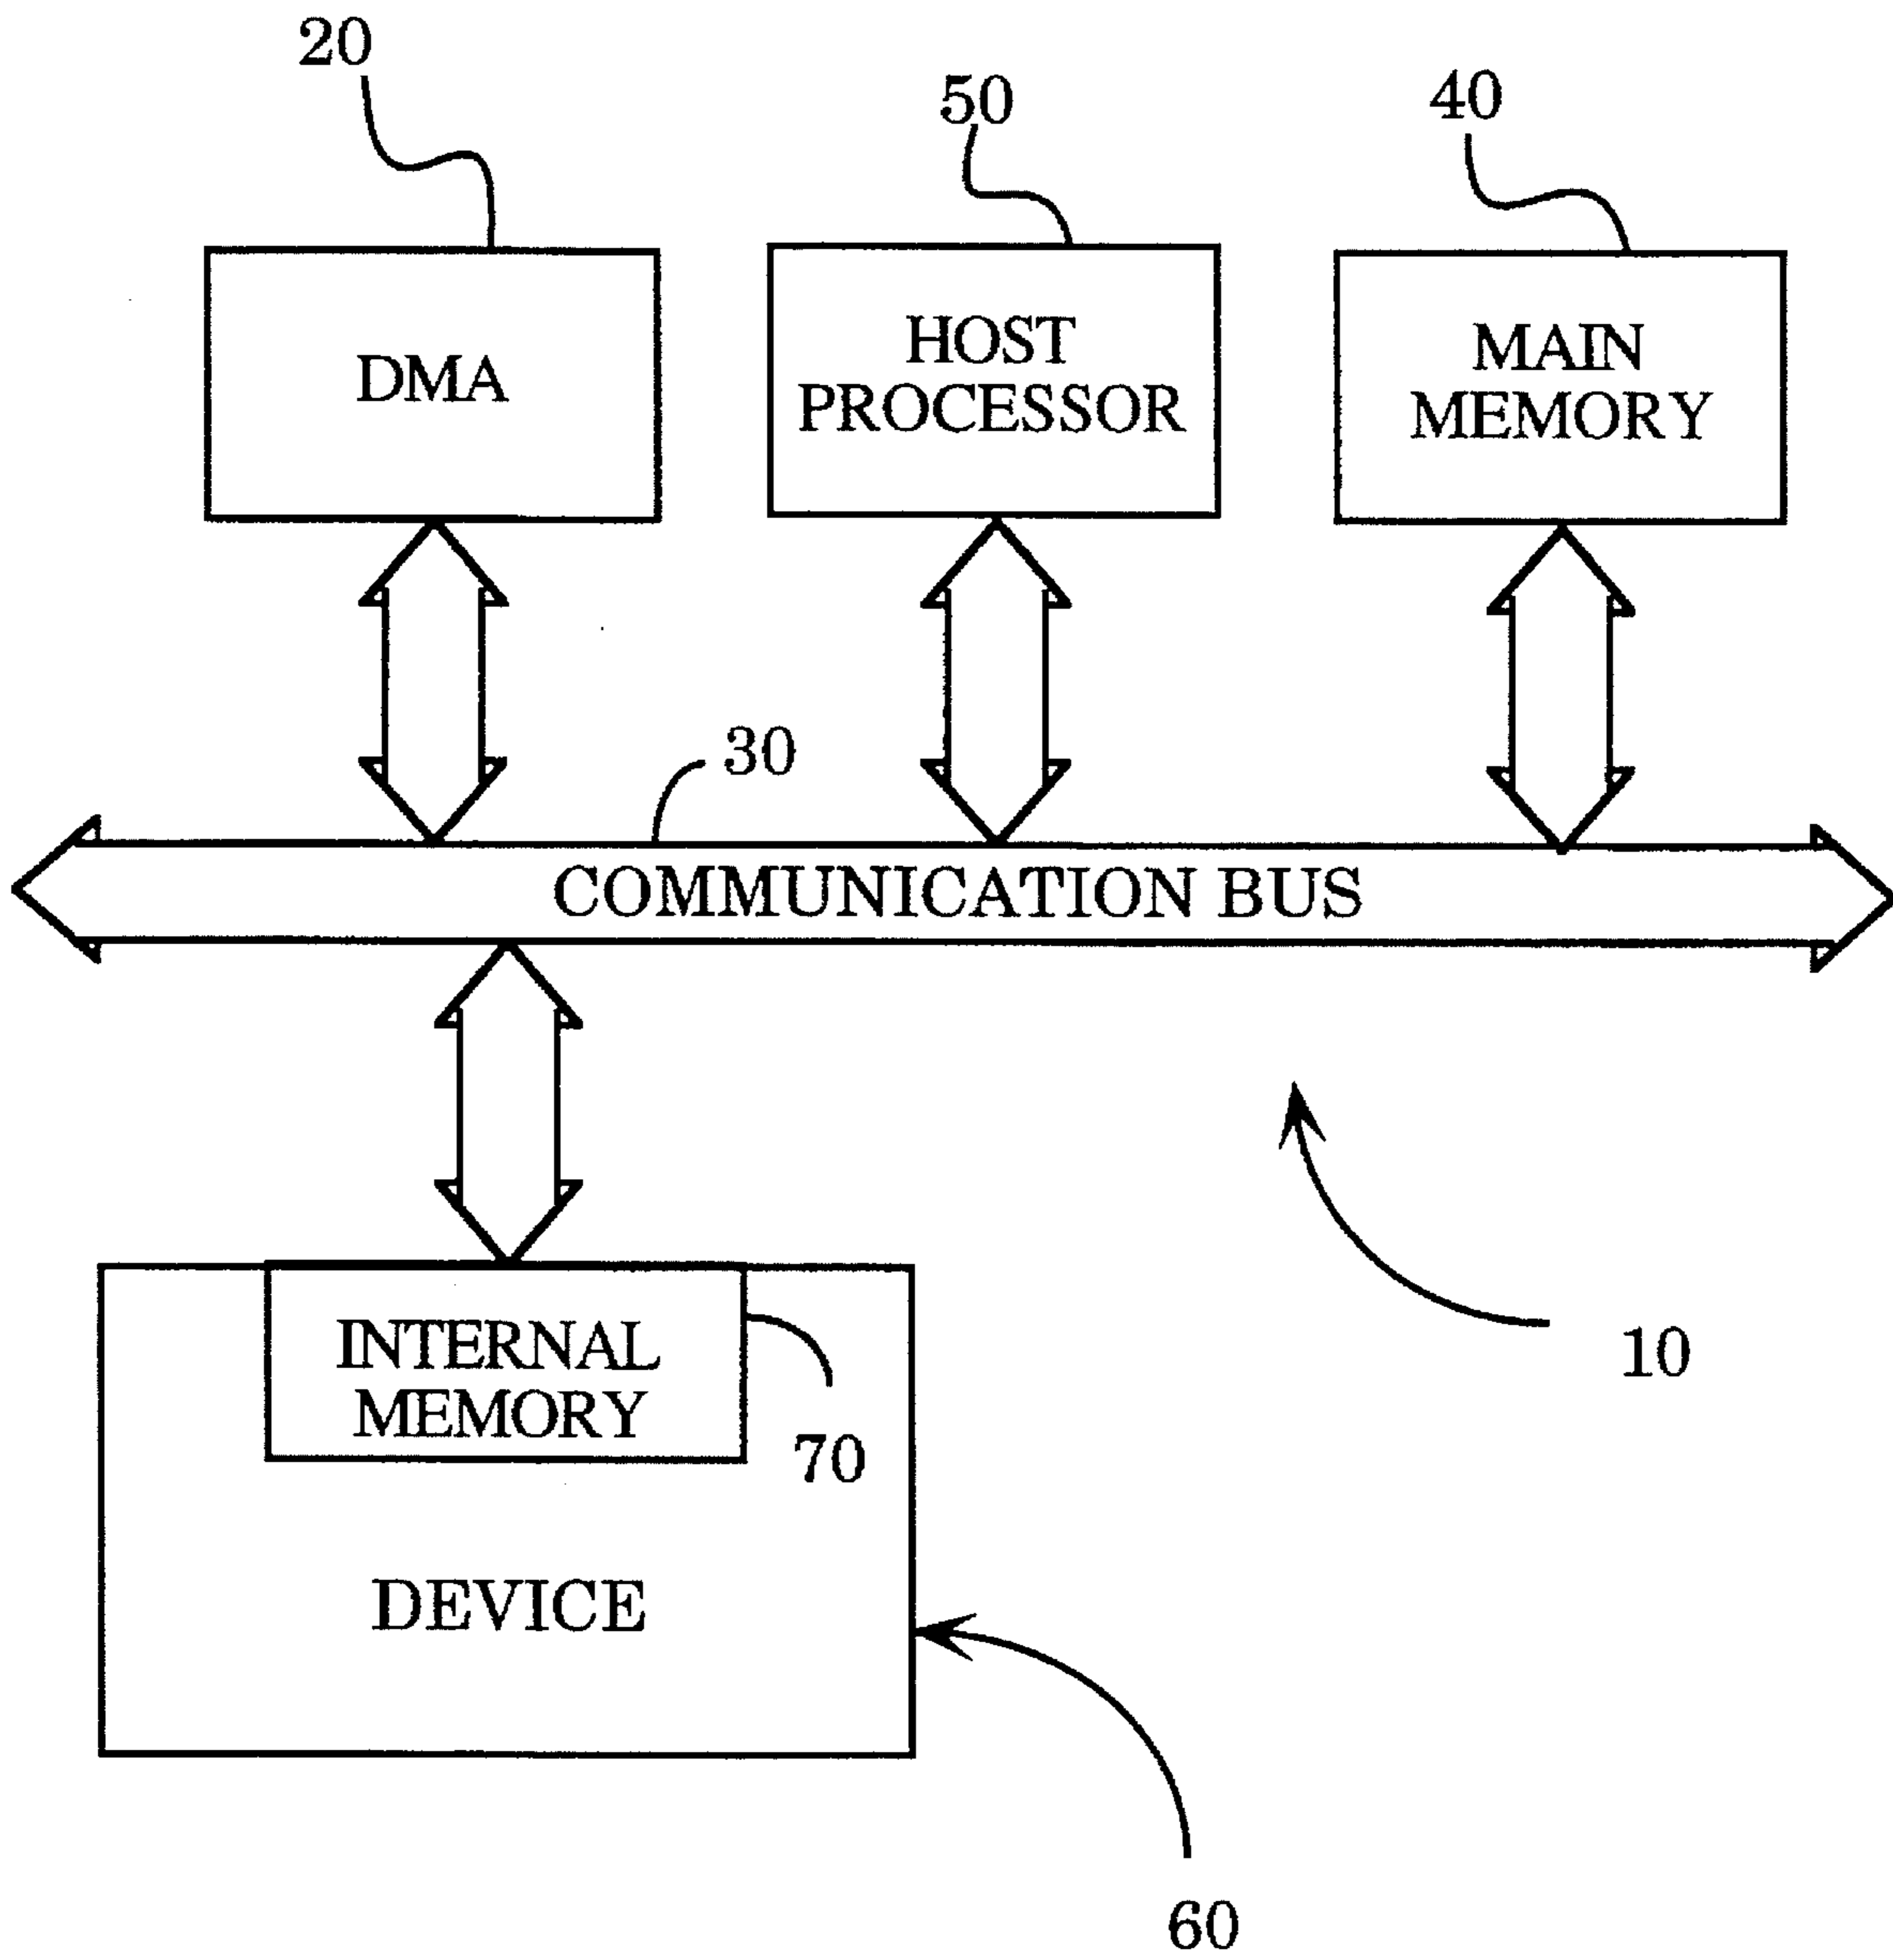 20
50
40
DMA
HOST
PROCESSOR
MAIN
MEMORY
30
COMMUNICATION BUS
INTERNAL
MEMORY
70
10
DEVICE
60